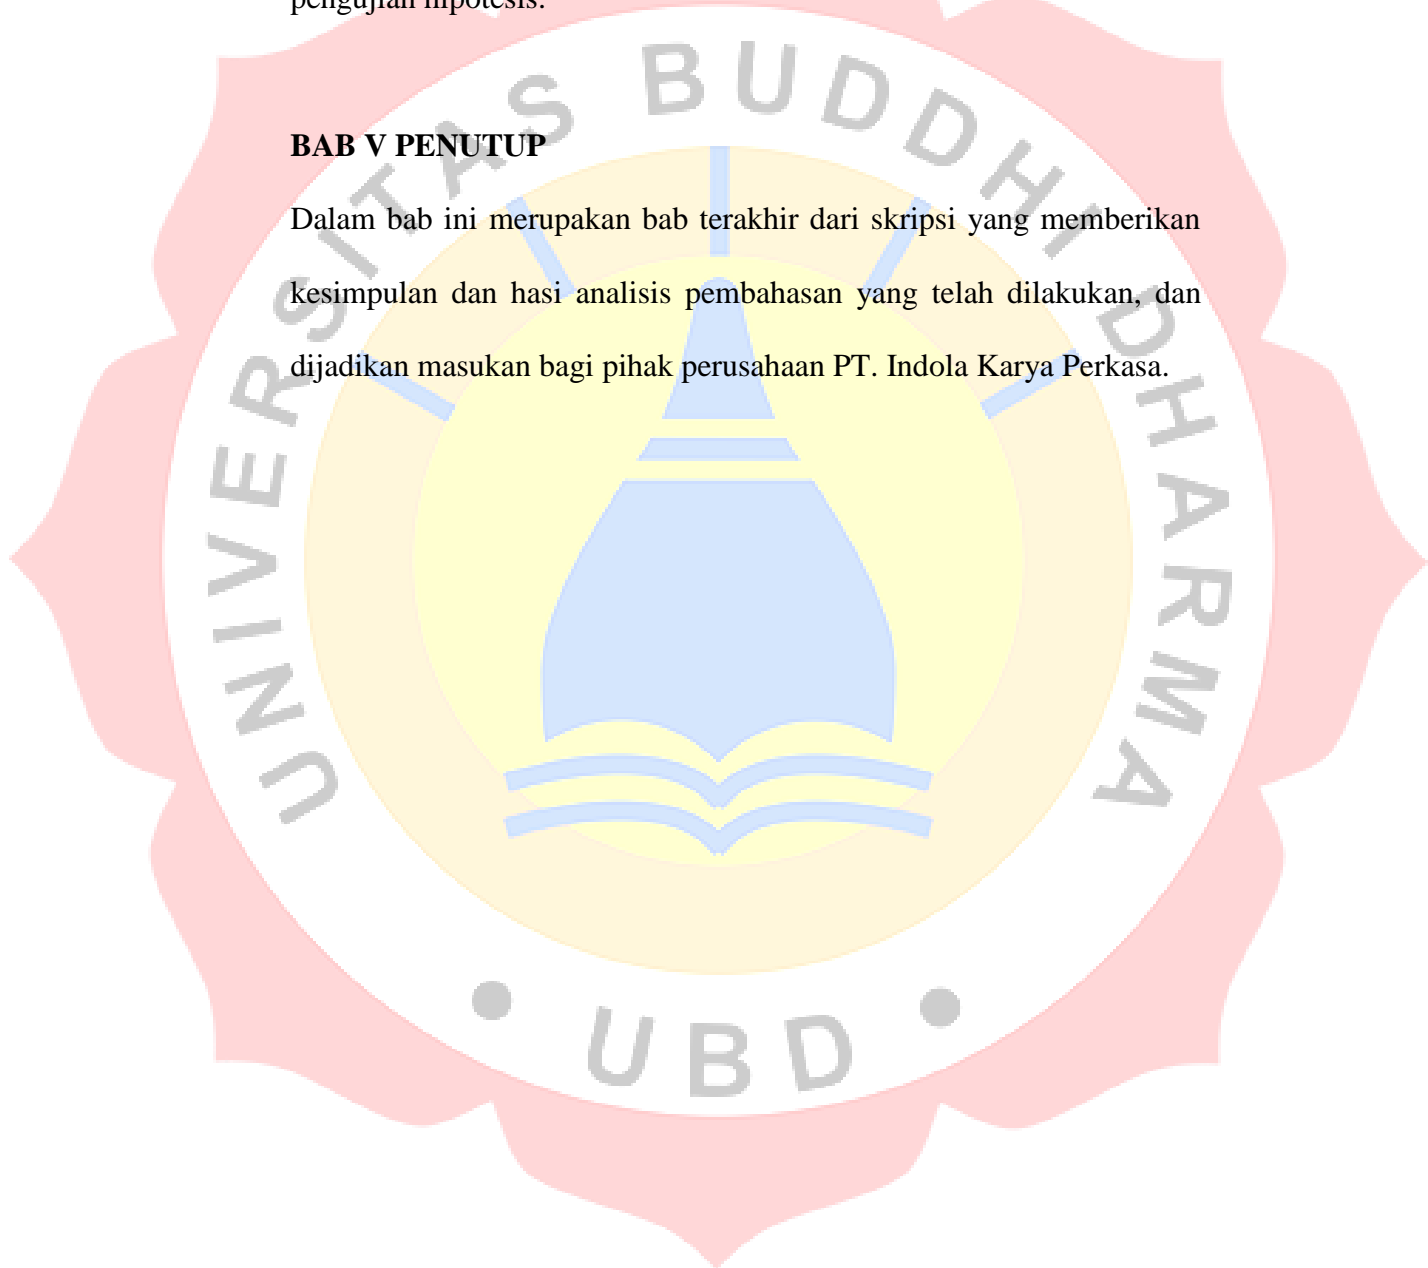 pengujian hipotesis.
BAB V PENUTUP
Dalam bab ini merupakan bab terakhir dari skripsi yang memberikan
kesimpulan dan hasi analisis pembahasan yang telah dilakukan, dan
dijadikan masukan bagi pihak perusahaan PT. Indola Karya Perkasa.
UNIVERSITAS BUDDHI DHARMA
UBD